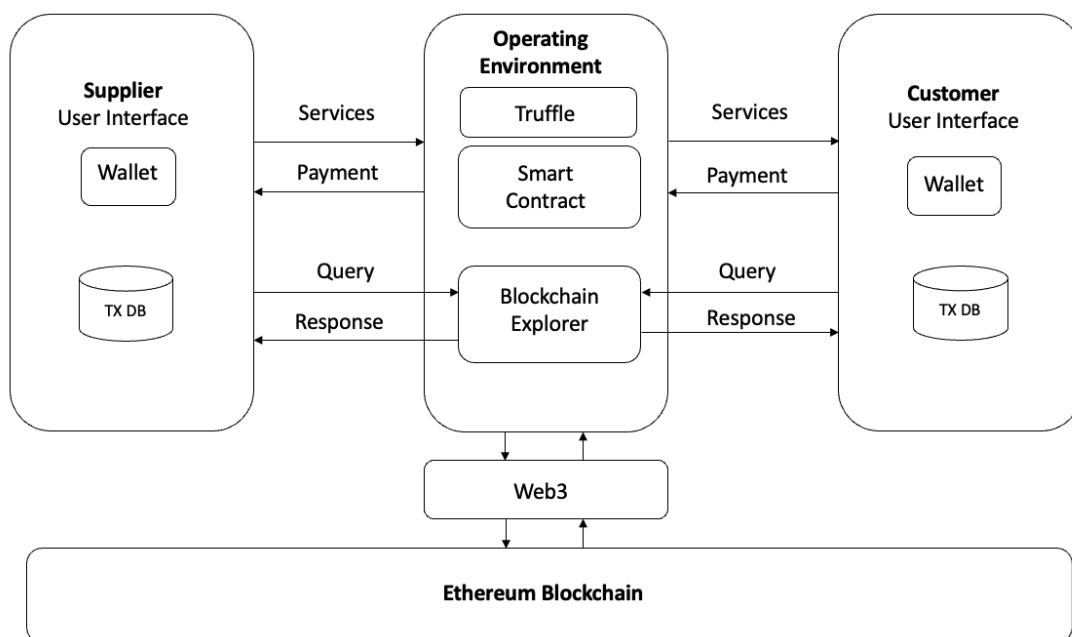 Supplier
User Interface
Wallet
TX DB
Services
Payment
Query
Response
Operating
Environment
Truffle
Smart
Contract
Blockchain
Explorer
Services
Payment
Query
Response
Customer
User Interface
Wallet
TX DB
Web3
Ethereum Blockchain